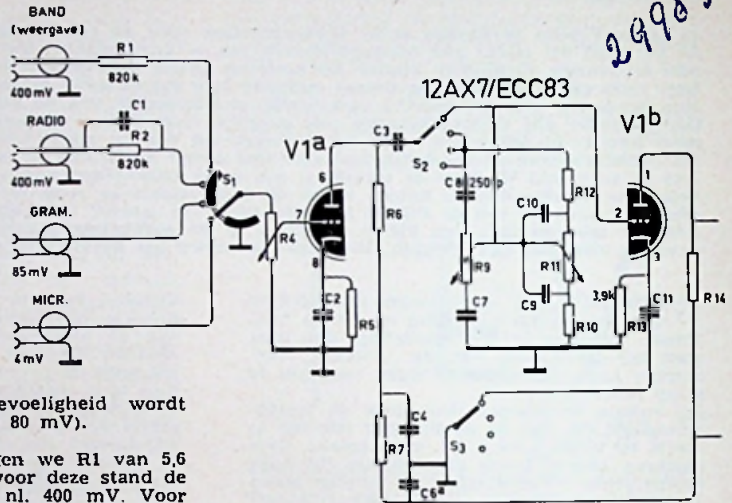 BAND
(weergave)
R1
820k
400mV
RADIO
C1
R2
820k
400mV
S1
GRAM.
85mV
MICR.
4mV
12AX7/ECC83
V1a
6
7
8
R4
C2
R5
C3
R6
S2
C8
250p
R9
C7
C10
C9
R12
R11
R10
V1b
1
2
3
3,9k
R13
C11
R14
R7
C4
C6a
S3
evoeligheid wordt
80 mV).
gen we R1 van 5,6
voor deze stand de
nl. 400 mV. Voor